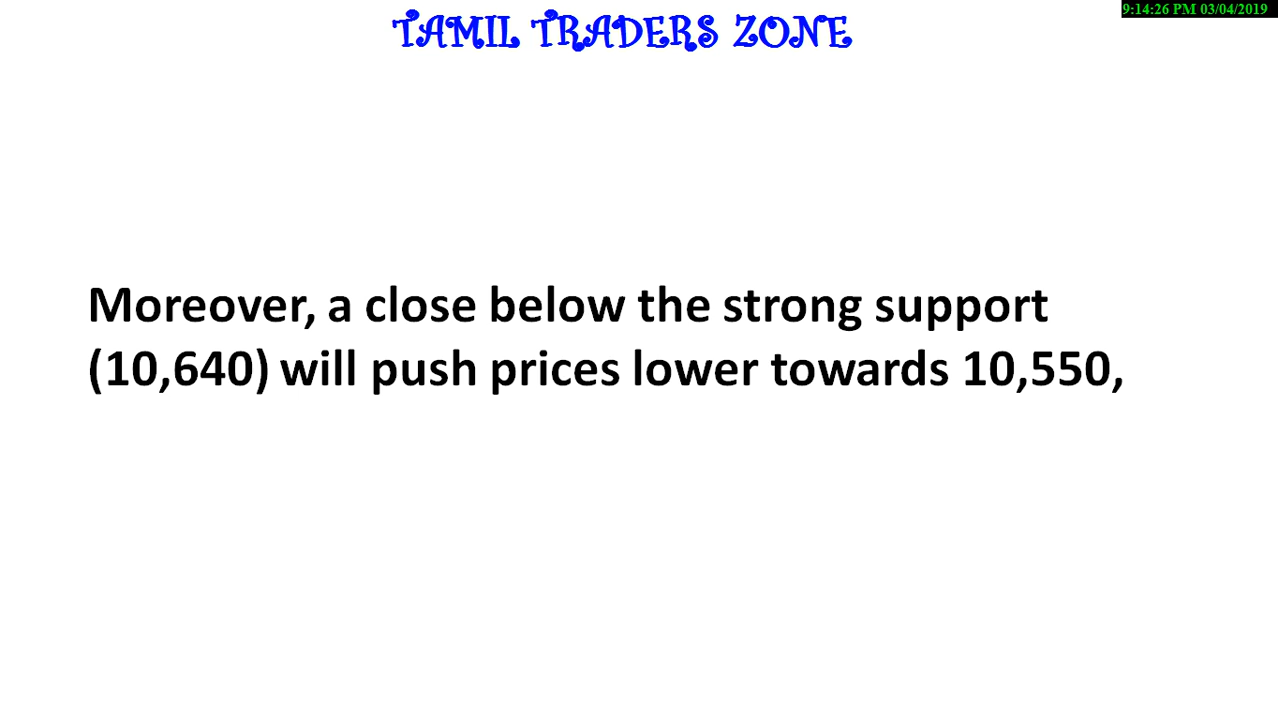 9:14:26 PM 03/04/2019
TAMIL TRADERS ZONE
Moreover, a close below the strong support
(10,640) will push prices lower towards 10,550,